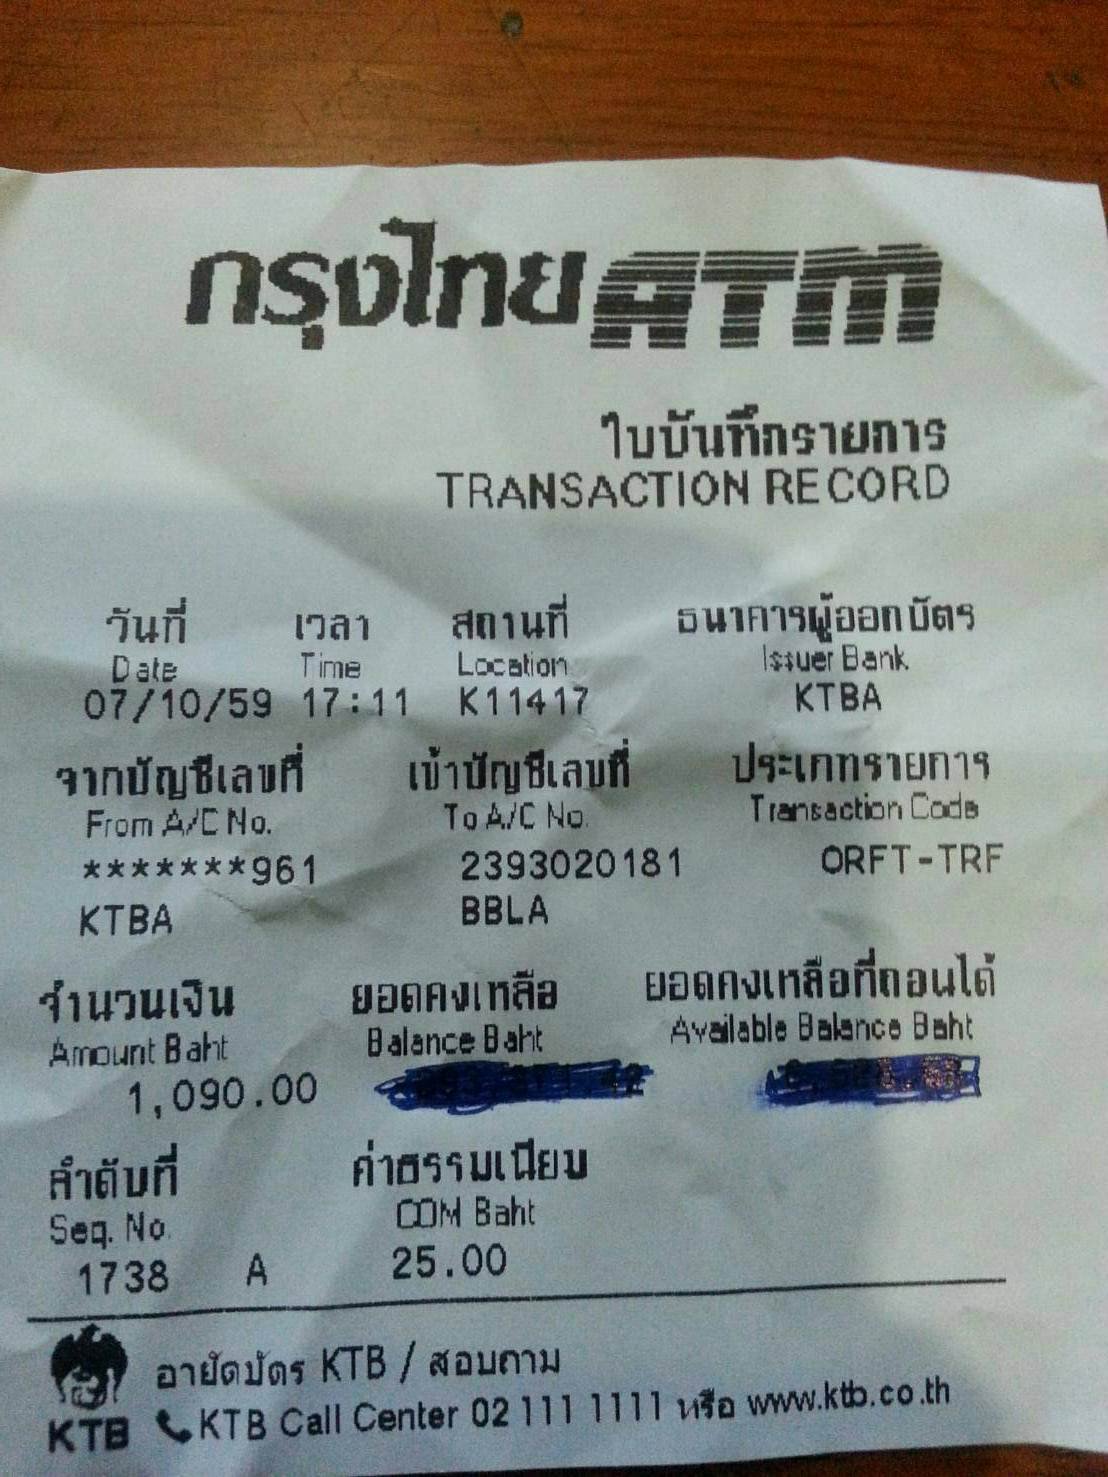 กรุงไทย ATM
ใบบันทึกรายการ
TRANSACTION RECORD
วันที่ เวลา สถานที่ ธนาคารผู้ออกบัตร
Date Time Location Issuer Bank
07/10/59 17:11 K11417 KTBA
จากบัญชีเลขที่ เข้าบัญชีเลขที่ ประเภทรายการ
From A/C No. To A/C No. Transaction Code
*******961 2393020181 ORFT-TRF
KTBA BBLA
จำนวนเงิน ยอดคงเหลือ ยอดคงเหลือที่ถอนได้
Amount Baht Balance Baht Available Balance Baht
1,090.00
ลำดับที่ ค่าธรรมเนียม
Seq. No. COM Baht
1738 A 25.00
อายัดบัตร KTB / สอบถาม
KTB KTB Call Center 02 111 1111 หรือ www.ktb.co.th